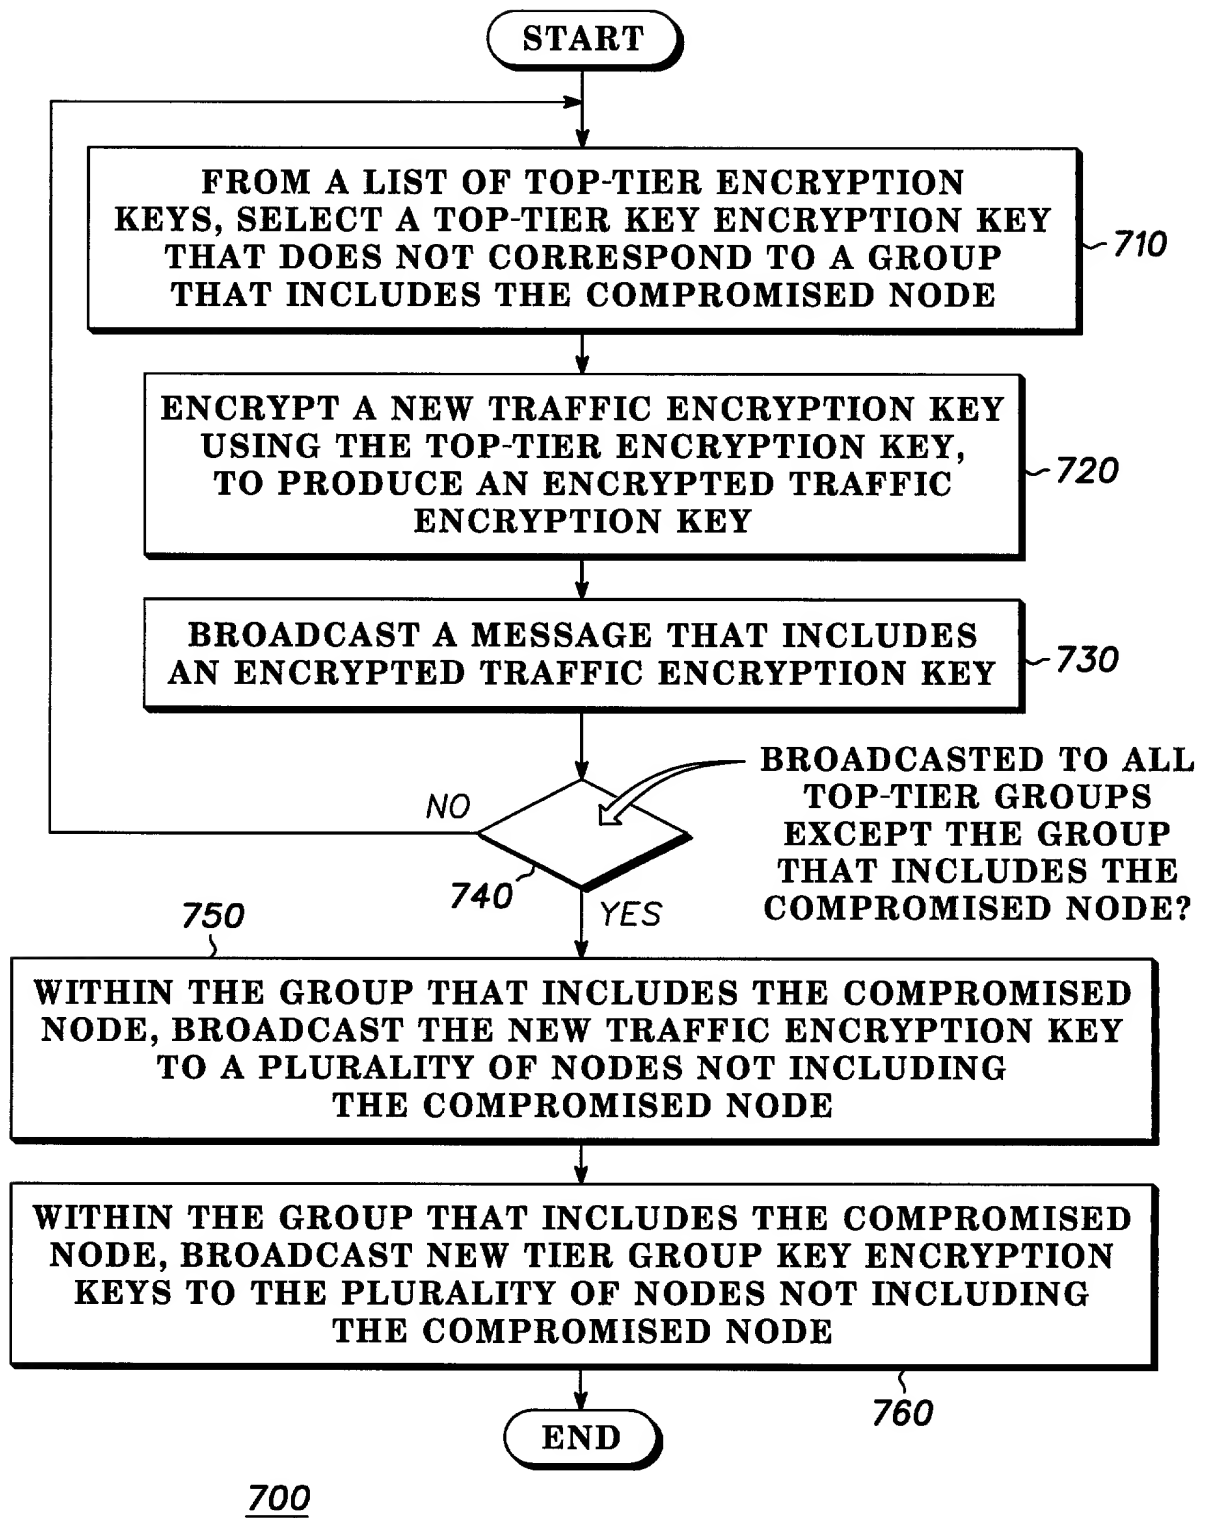 START
FROM A LIST OF TOP-TIER ENCRYPTION
KEYS, SELECT A TOP-TIER KEY ENCRYPTION KEY
THAT DOES NOT CORRESPOND TO A GROUP
THAT INCLUDES THE COMPROMISED NODE
710
ENCRYPT A NEW TRAFFIC ENCRYPTION KEY
USING THE TOP-TIER ENCRYPTION KEY,
TO PRODUCE AN ENCRYPTED TRAFFIC
ENCRYPTION KEY
720
BROADCAST A MESSAGE THAT INCLUDES
AN ENCRYPTED TRAFFIC ENCRYPTION KEY
730
BROADCASTED TO ALL
TOP-TIER GROUPS
EXCEPT THE GROUP
THAT INCLUDES THE
COMPROMISED NODE?
NO
740
YES
750
WITHIN THE GROUP THAT INCLUDES THE COMPROMISED
NODE, BROADCAST THE NEW TRAFFIC ENCRYPTION KEY
TO A PLURALITY OF NODES NOT INCLUDING
THE COMPROMISED NODE
WITHIN THE GROUP THAT INCLUDES THE COMPROMISED
NODE, BROADCAST NEW TIER GROUP KEY ENCRYPTION
KEYS TO THE PLURALITY OF NODES NOT INCLUDING
THE COMPROMISED NODE
760
END
700